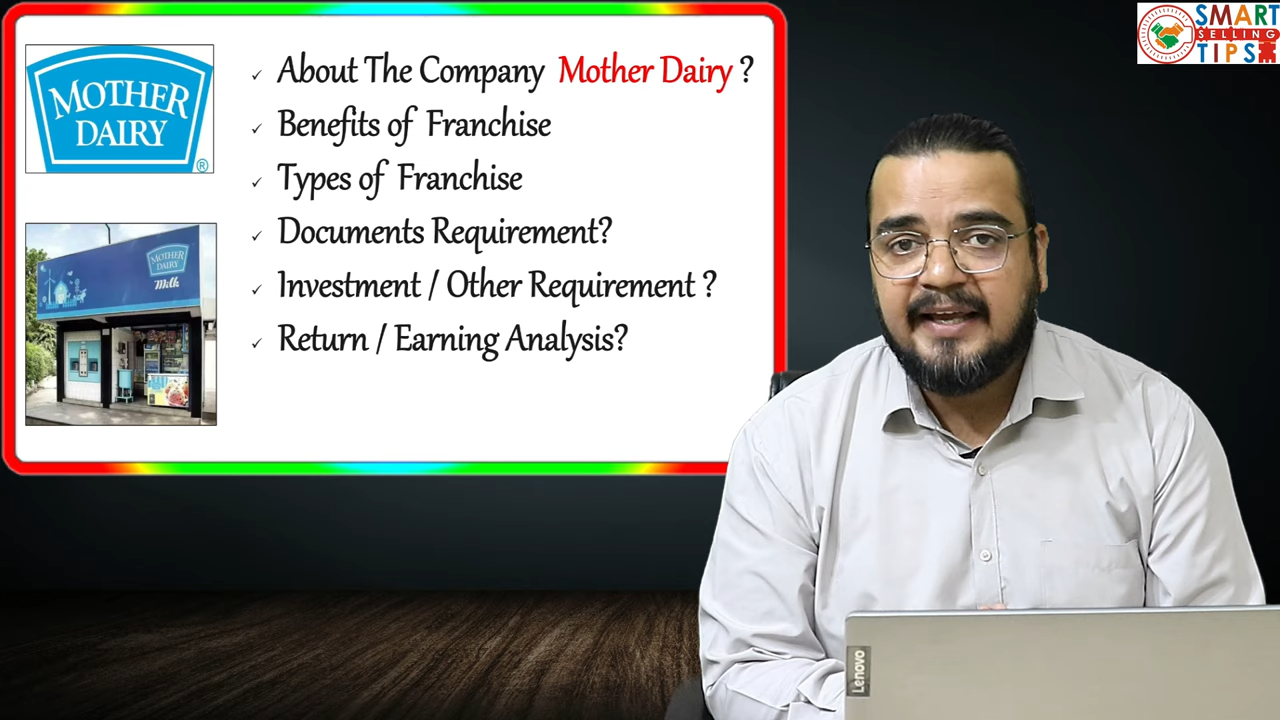 MOTHER
DAIRY
®
About The Company Mother Dairy ?
Benefits of Franchise
Types of Franchise
Documents Requirement?
Investment / Other Requirement ?
Return / Earning Analysis?
MOTHER
DAIRY
Milk
SMART
SELLING
TIPS
Lenovo